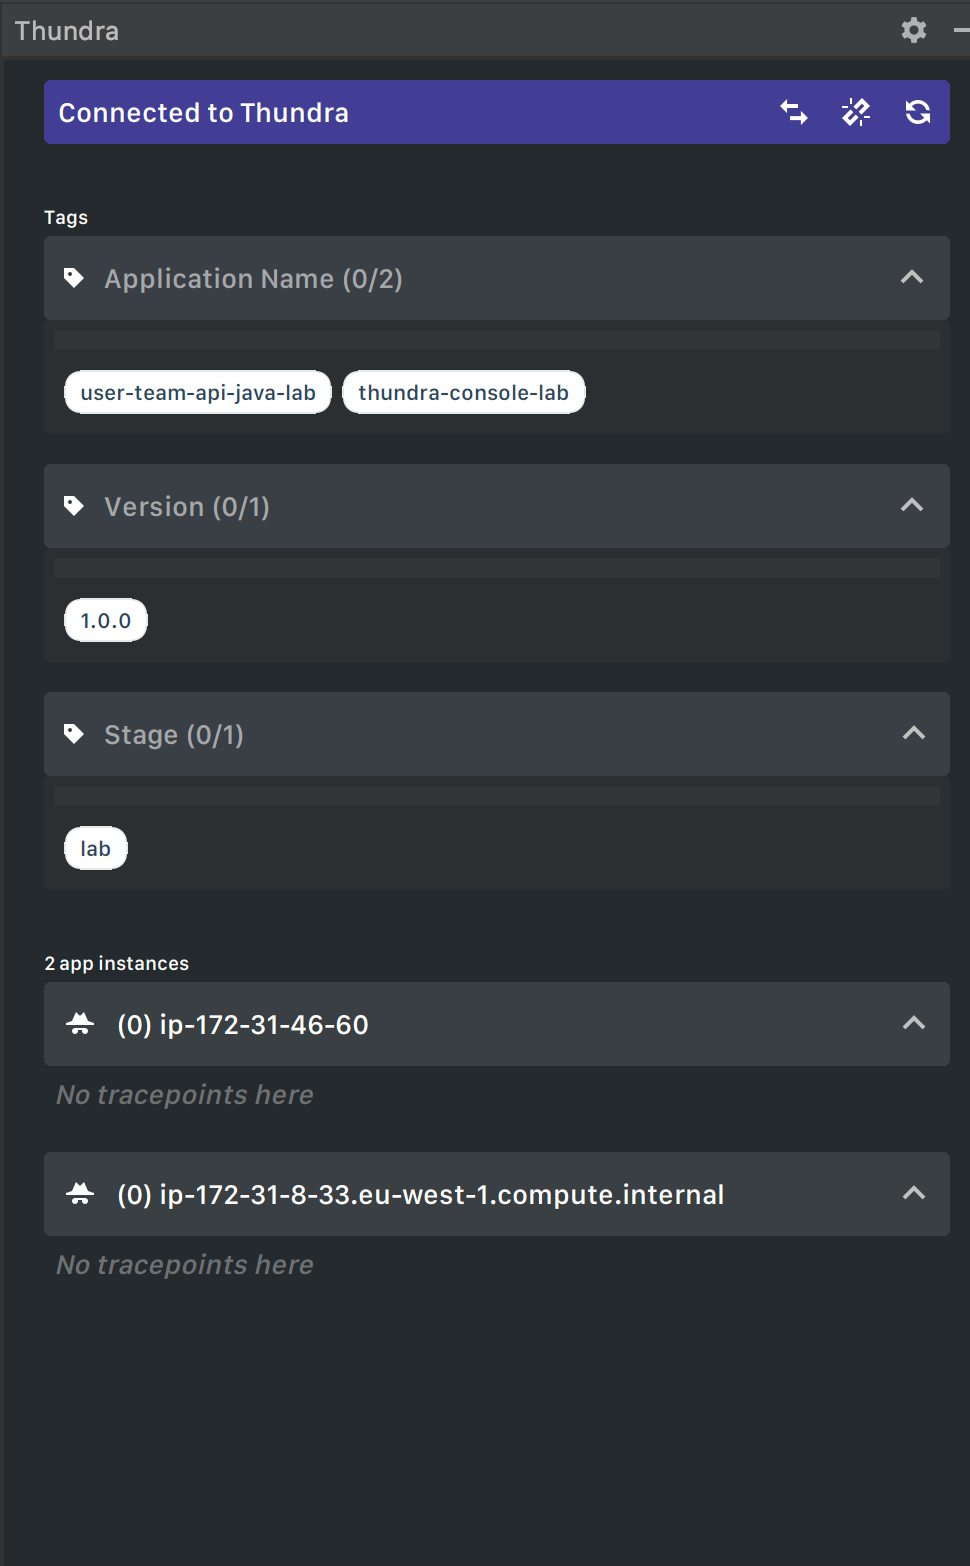 Thundra
Connected to Thundra
Tags
Application Name (0/2)
user-team-api-java-lab thundra-console-lab
Version (0/1)
1.0.0
Stage (0/1)
lab
2 app instances
(0) ip-172-31-46-60
No tracepoints here
(0) ip-172-31-8-33.eu-west-1.compute.internal
No tracepoints here